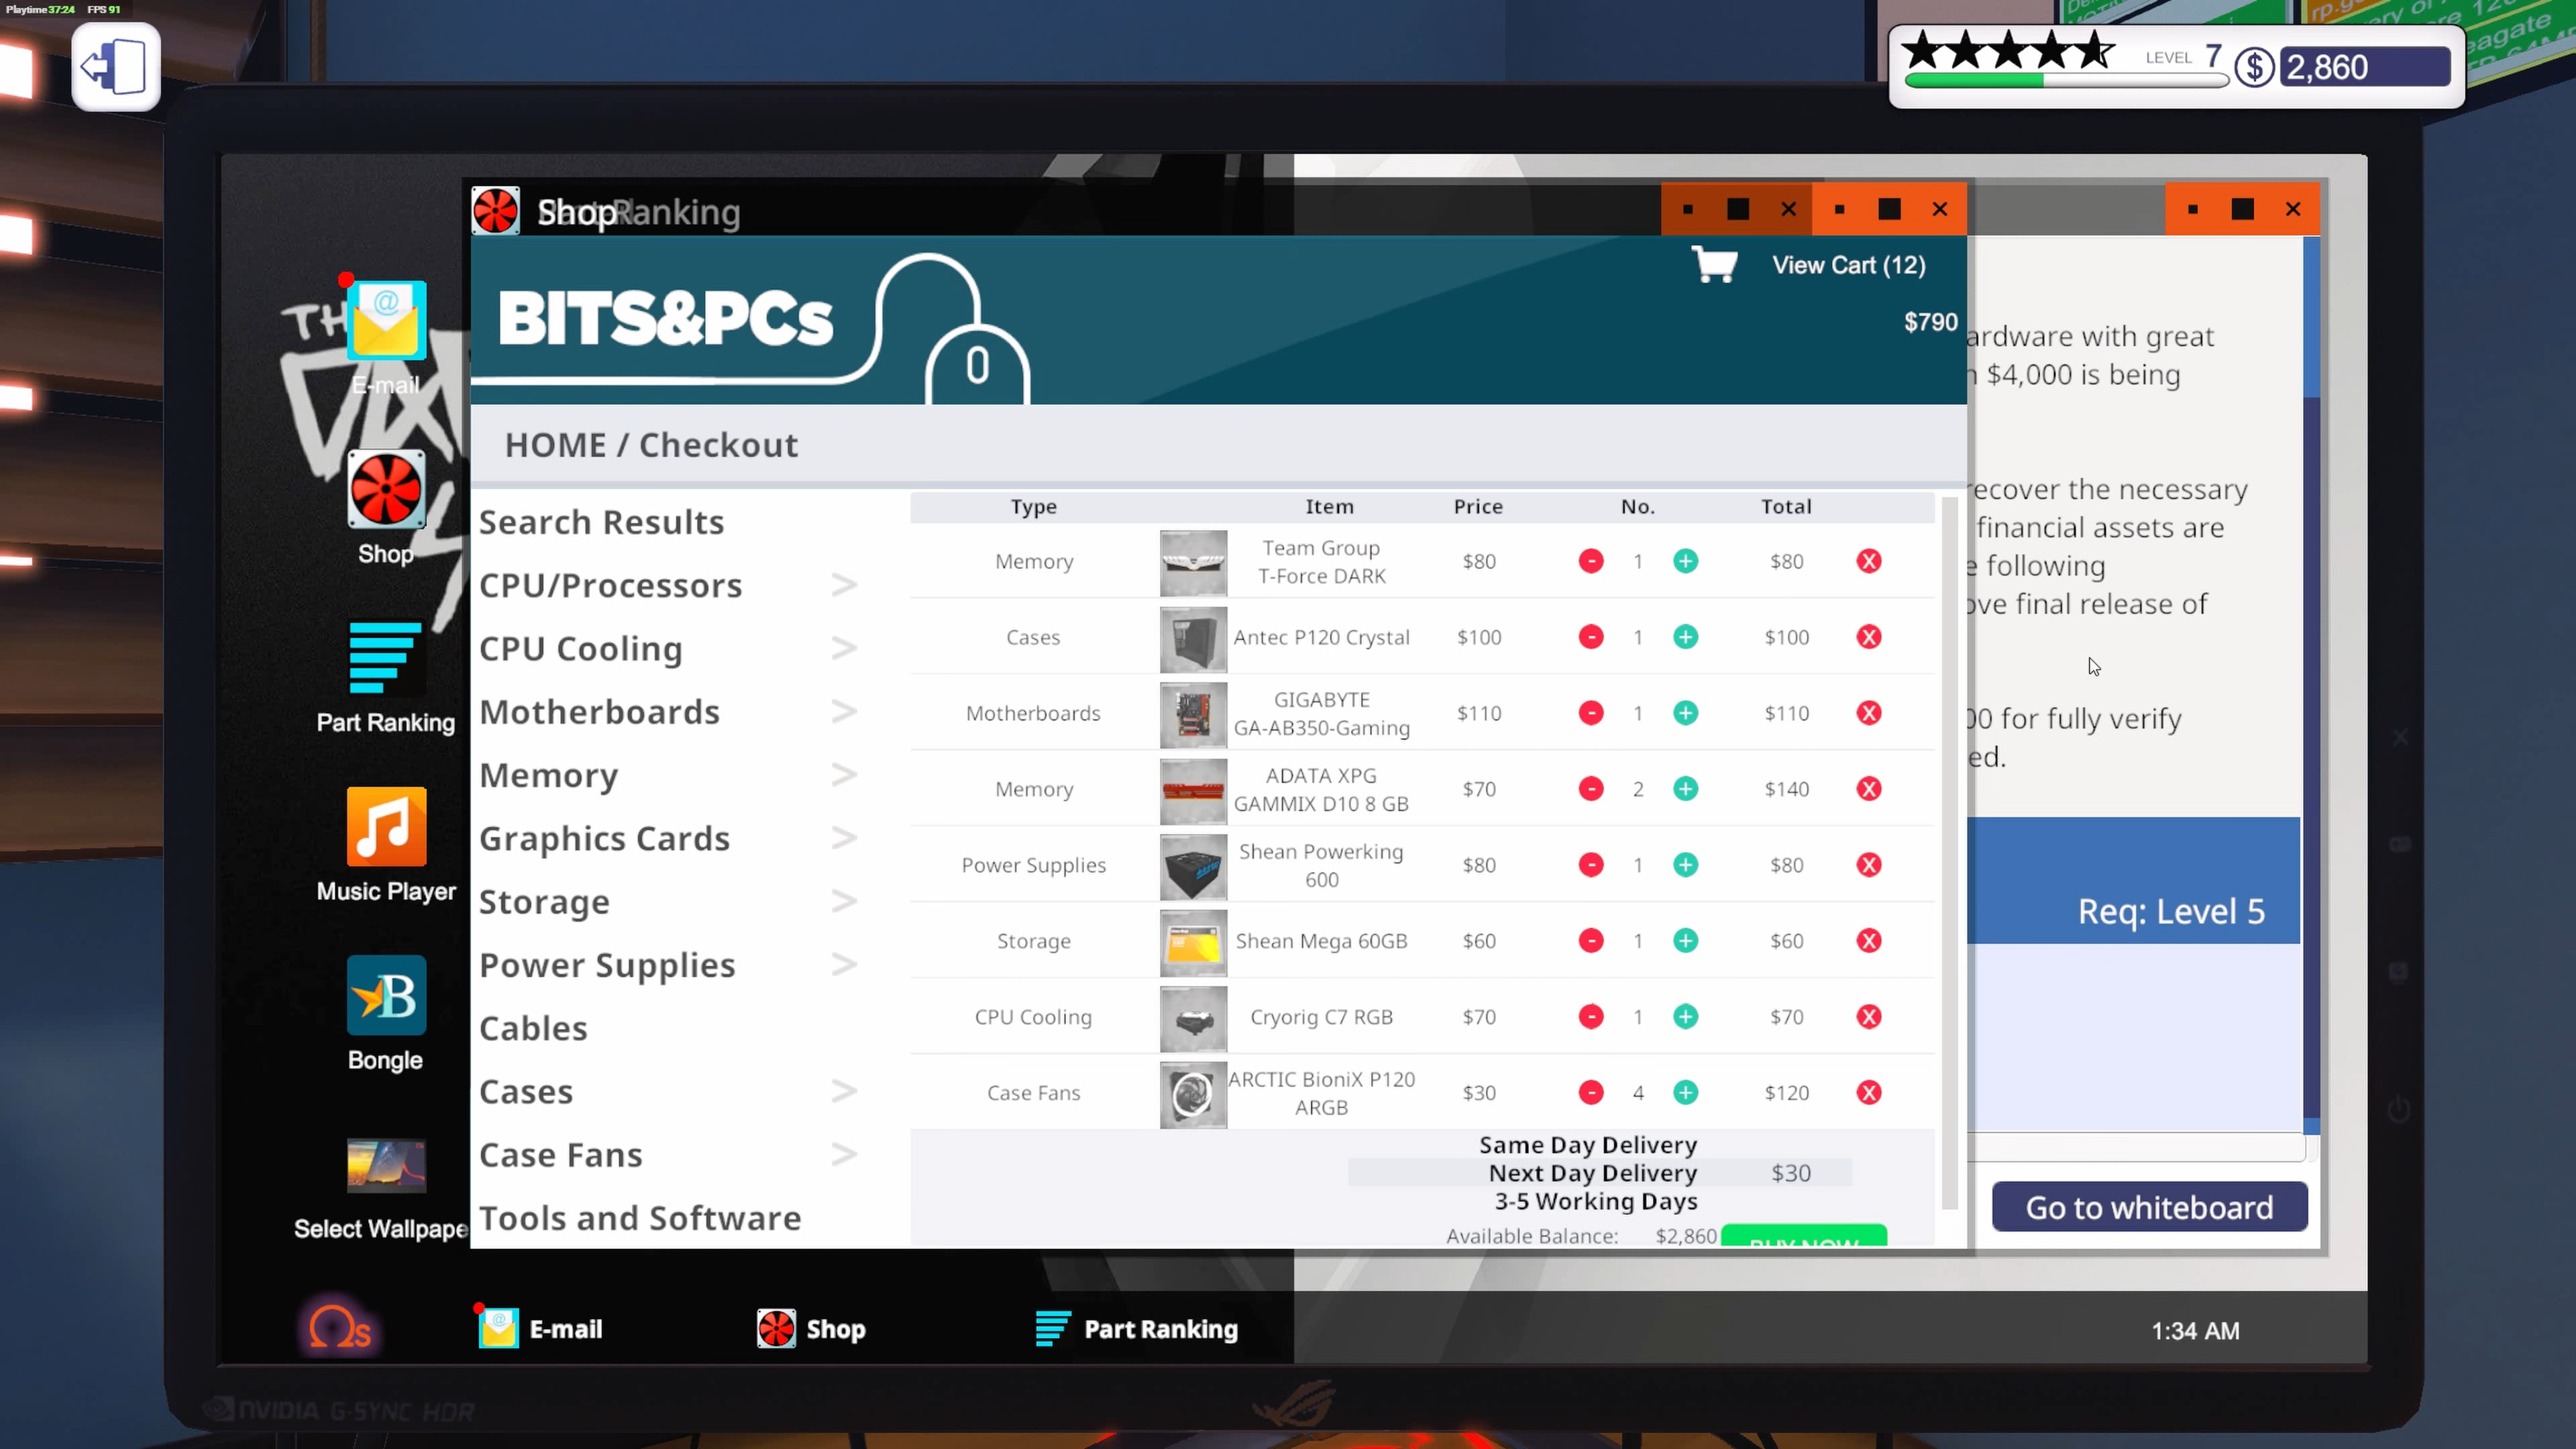 Playtime 37:24 FPS 91
LEVEL 7 $ 2,860
Shop
BITS&PCs
View Cart (12)
$790
HOME / Checkout
Search Results
CPU/Processors >
CPU Cooling >
Motherboards >
Memory >
Graphics Cards >
Storage >
Power Supplies >
Cables
Cases >
Case Fans >
Tools and Software
Type Item Price No. Total
Memory Team Group T-Force DARK $80 - 1 + $80 X
Cases Antec P120 Crystal $100 - 1 + $100 X
Motherboards GIGABYTE GA-AB350-Gaming $110 - 1 + $110 X
Memory ADATA XPG GAMMIX D10 8 GB $70 - 2 + $140 X
Power Supplies Shean Powerking 600 $80 - 1 + $80 X
Storage Shean Mega 60GB $60 - 1 + $60 X
CPU Cooling Cryorig C7 RGB $70 - 1 + $70 X
Case Fans ARCTIC BioniX P120 ARGB $30 - 4 + $120 X
Same Day Delivery
Next Day Delivery $30
3-5 Working Days
Available Balance: $2,860 BUY NOW
ardware with great
$4,000 is being
recover the necessary
financial assets are
following
final release of
00 for fully verify
ed.
Req: Level 5
Go to whiteboard
E-mail
Shop
Part Ranking
Music Player
B
Bongle
Select Wallpape
Ωs E-mail Shop Part Ranking 1:34 AM
NVIDIA G-SYNC HDR